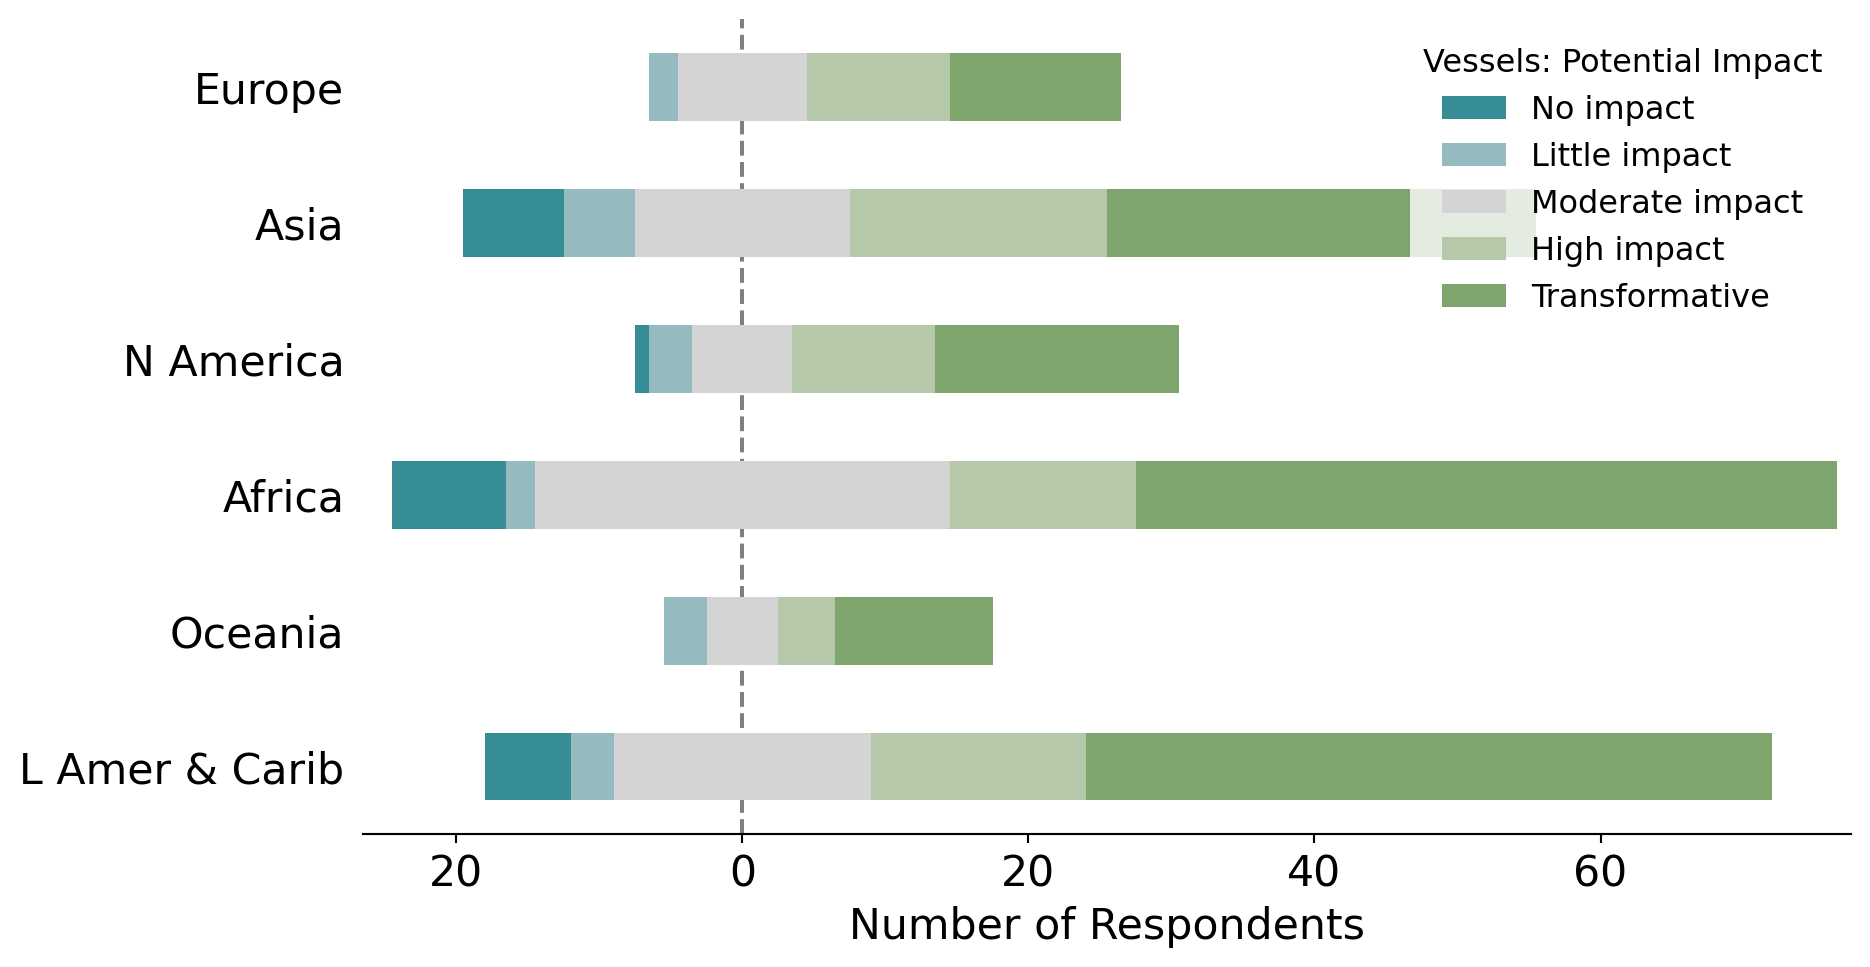 Vessels: Potential Impact
No impact
Little impact
Moderate impact
High impact
Transformative
Europe
Asia
N America
Africa
Oceania
L Amer & Carib
20 0 20 40 60
Number of Respondents